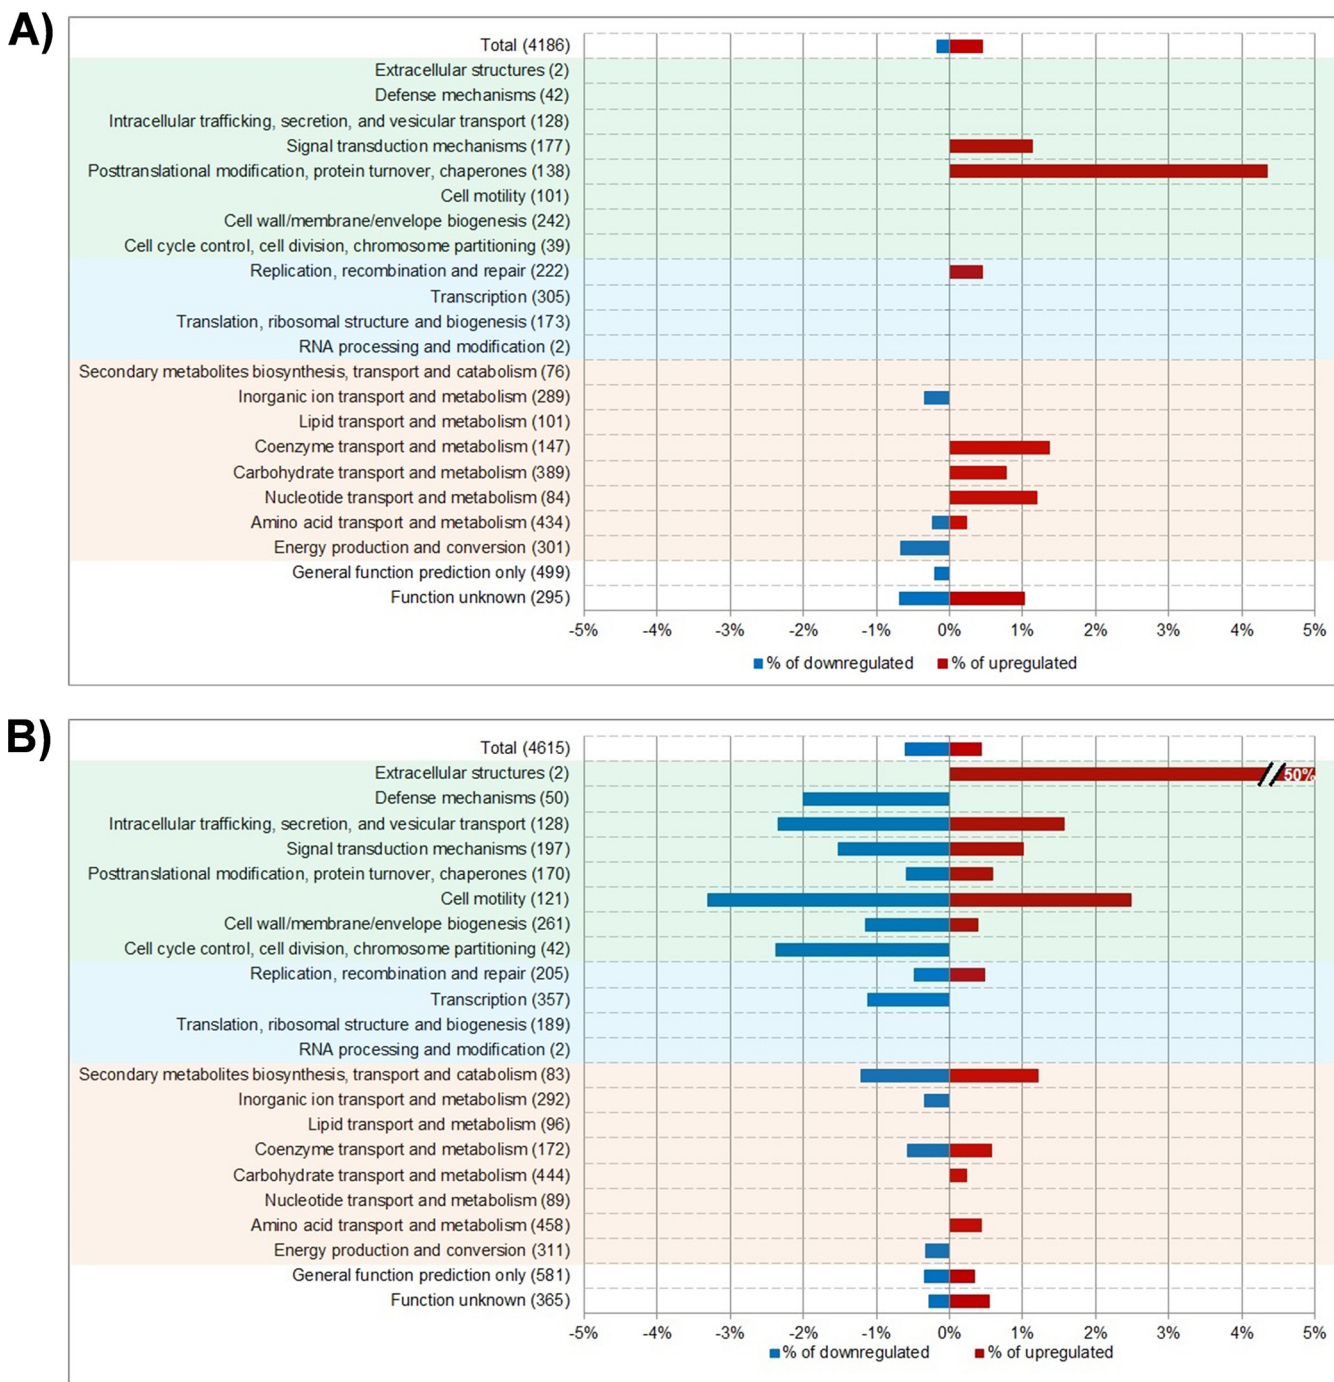 A)
Total (4186)
Extracellular structures (2)
Defense mechanisms (42)
Intracellular trafficking, secretion, and vesicular transport (128)
Signal transduction mechanisms (177)
Posttranslational modification, protein turnover, chaperones (138)
Cell motility (101)
Cell wall/membrane/envelope biogenesis (242)
Cell cycle control, cell division, chromosome partitioning (39)
Replication, recombination and repair (222)
Transcription (305)
Translation, ribosomal structure and biogenesis (173)
RNA processing and modification (2)
Secondary metabolites biosynthesis, transport and catabolism (76)
Inorganic ion transport and metabolism (289)
Lipid transport and metabolism (101)
Coenzyme transport and metabolism (147)
Carbohydrate transport and metabolism (389)
Nucleotide transport and metabolism (84)
Amino acid transport and metabolism (434)
Energy production and conversion (301)
General function prediction only (499)
Function unknown (295)
-5% -4% -3% -2% -1% 0% 1% 2% 3% 4% 5%
% of downregulated % of upregulated
B)
Total (4615)
Extracellular structures (2) 50%
Defense mechanisms (50)
Intracellular trafficking, secretion, and vesicular transport (128)
Signal transduction mechanisms (197)
Posttranslational modification, protein turnover, chaperones (170)
Cell motility (121)
Cell wall/membrane/envelope biogenesis (261)
Cell cycle control, cell division, chromosome partitioning (42)
Replication, recombination and repair (205)
Transcription (357)
Translation, ribosomal structure and biogenesis (189)
RNA processing and modification (2)
Secondary metabolites biosynthesis, transport and catabolism (83)
Inorganic ion transport and metabolism (292)
Lipid transport and metabolism (96)
Coenzyme transport and metabolism (172)
Carbohydrate transport and metabolism (444)
Nucleotide transport and metabolism (89)
Amino acid transport and metabolism (458)
Energy production and conversion (311)
General function prediction only (581)
Function unknown (365)
-5% -4% -3% -2% -1% 0% 1% 2% 3% 4% 5%
% of downregulated % of upregulated